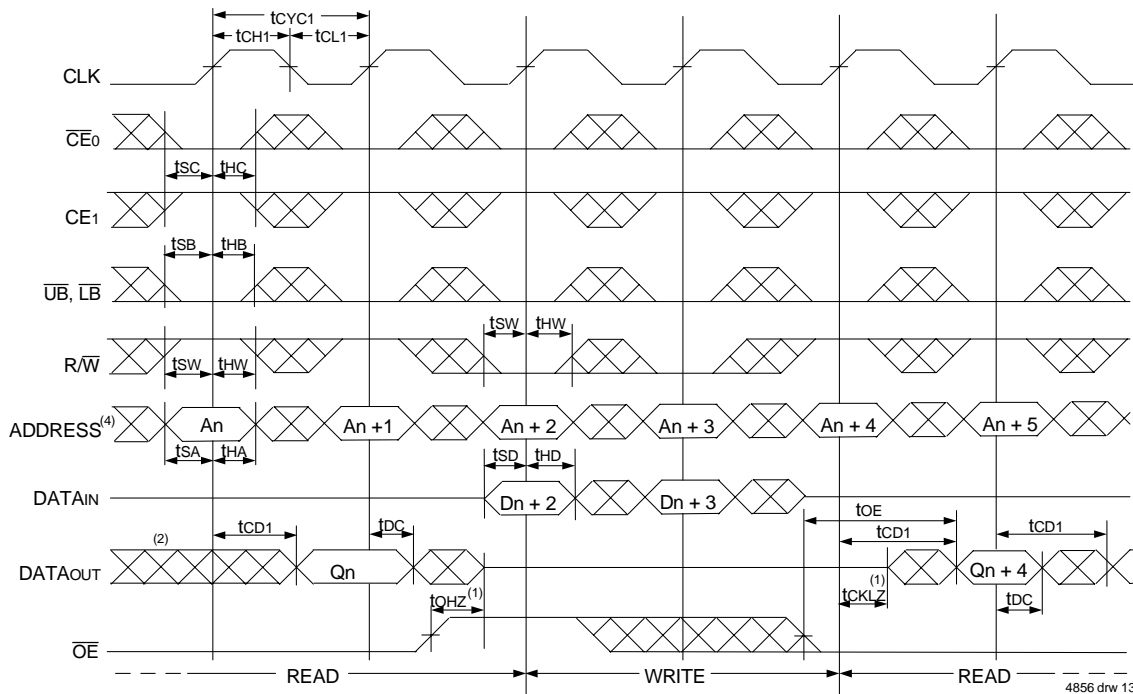 tCYC1
tCH1 tCL1
CLK
CE0
tSC tHC
CE1
tSB tHB
UB, LB
tSW tHW
R/W
tSW tHW
ADDRESS(4) An An +1 An + 2 An + 3 An + 4 An + 5
tSA tHA
tSD tHD
DATAIN Dn + 2 Dn + 3
tOE
tCD1 tDC tCD1 tCD1
(2)
DATAOUT Qn Qn + 4
tOHZ(1) tCKLZ(1) tDC
OE
READ WRITE READ
4856 drw 13